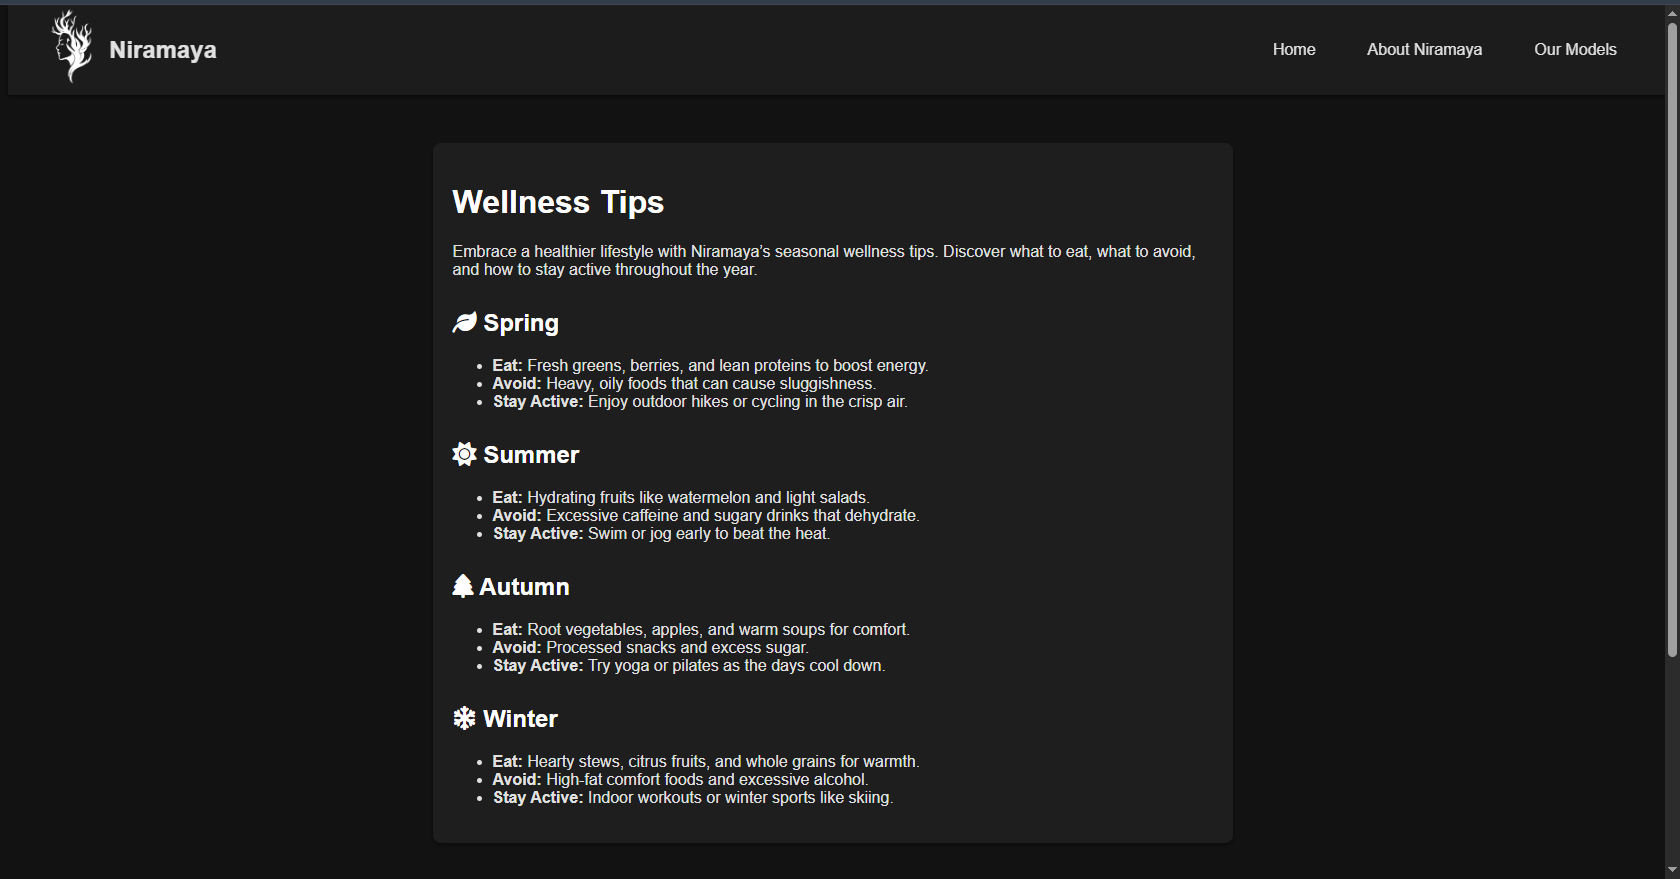 Niramaya
Home
About Niramaya
Our Models
Wellness Tips
Embrace a healthier lifestyle with Niramaya’s seasonal wellness tips. Discover what to eat, what to avoid,
and how to stay active throughout the year.
Spring
• Eat: Fresh greens, berries, and lean proteins to boost energy.
• Avoid: Heavy, oily foods that can cause sluggishness.
• Stay Active: Enjoy outdoor hikes or cycling in the crisp air.
Summer
• Eat: Hydrating fruits like watermelon and light salads.
• Avoid: Excessive caffeine and sugary drinks that dehydrate.
• Stay Active: Swim or jog early to beat the heat.
Autumn
• Eat: Root vegetables, apples, and warm soups for comfort.
• Avoid: Processed snacks and excess sugar.
• Stay Active: Try yoga or pilates as the days cool down.
Winter
• Eat: Hearty stews, citrus fruits, and whole grains for warmth.
• Avoid: High-fat comfort foods and excessive alcohol.
• Stay Active: Indoor workouts or winter sports like skiing.